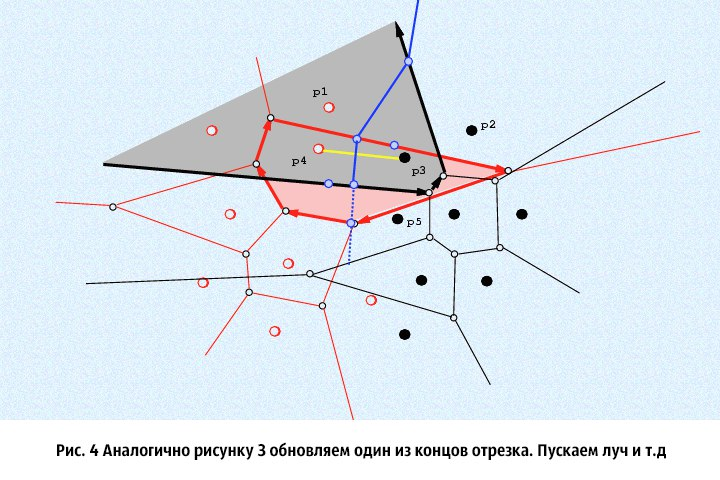 p1
p2
p4
p3
p5
Рис. 4 Аналогично рисунку 3 обновляем один из концов отрезка. Пускаем луч и т.д